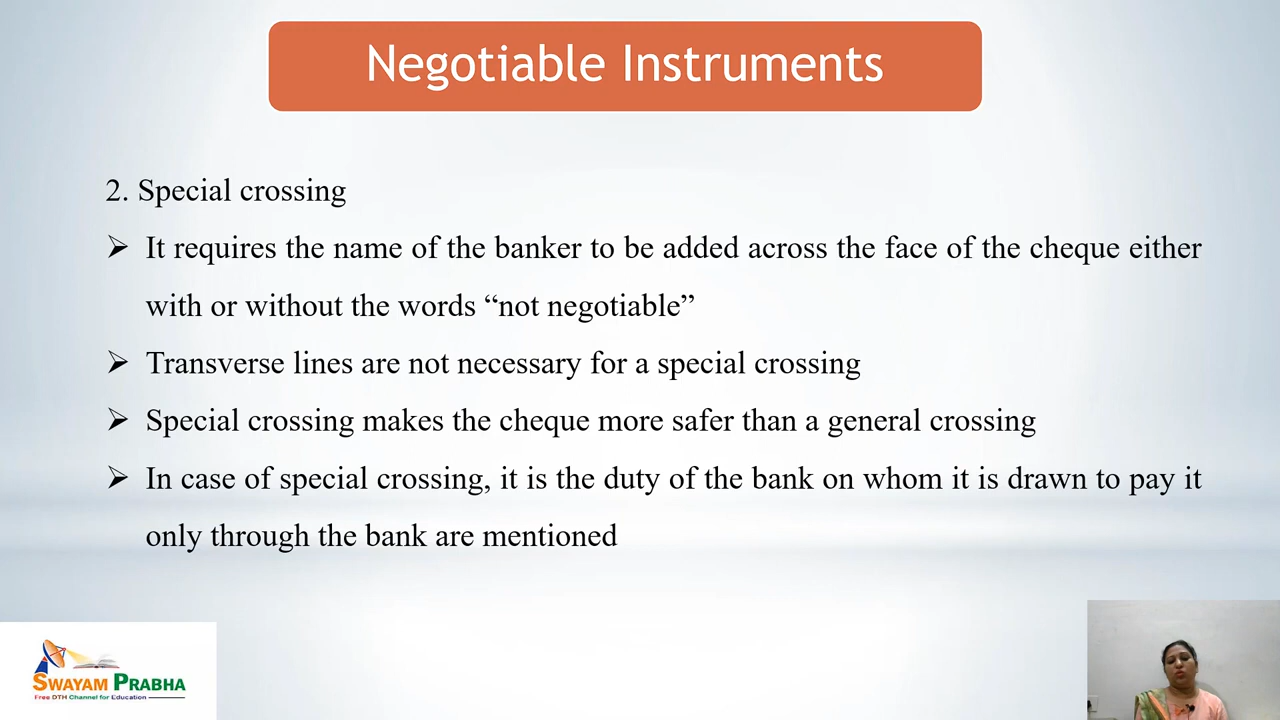 Negotiable Instruments
2. Special crossing
➢ It requires the name of the banker to be added across the face of the cheque either
with or without the words “not negotiable”
➢ Transverse lines are not necessary for a special crossing
➢ Special crossing makes the cheque more safer than a general crossing
➢ In case of special crossing, it is the duty of the bank on whom it is drawn to pay it
only through the bank are mentioned
SWAYAM PRABHA
Free DTH Channel for Education